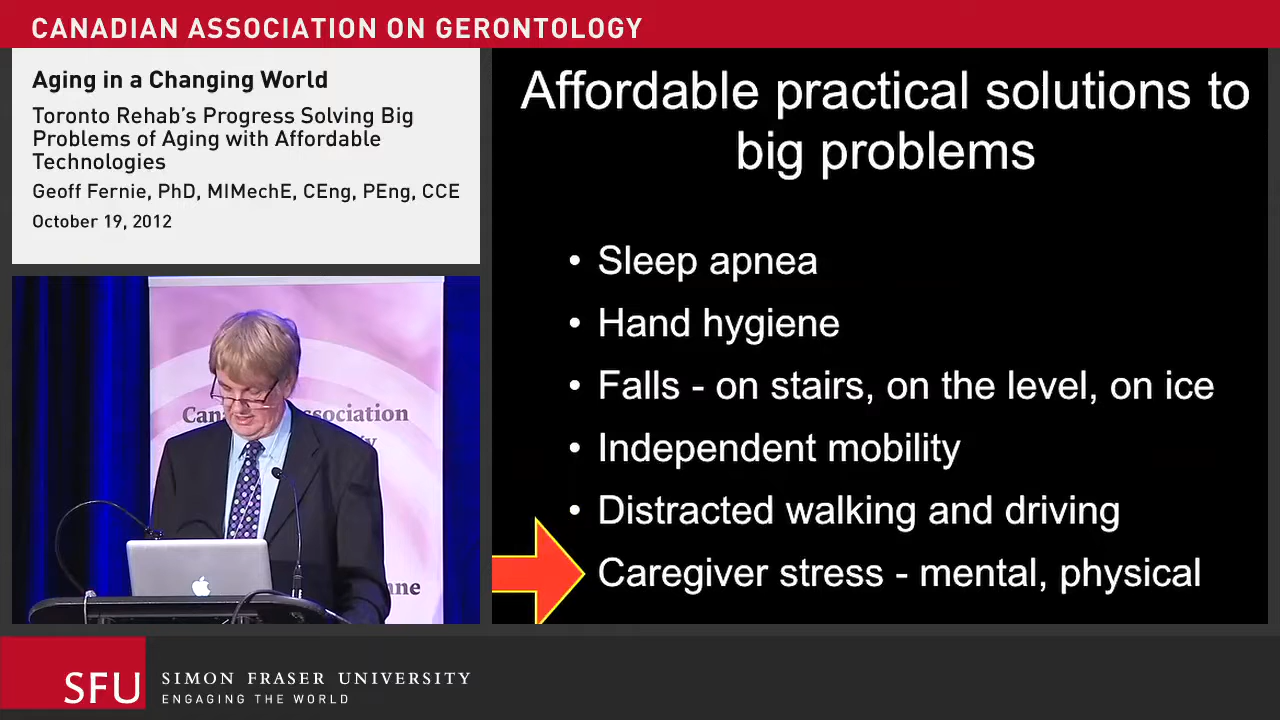 CANADIAN ASSOCIATION ON GERONTOLOGY
Aging in a Changing World
Toronto Rehab's Progress Solving Big
Problems of Aging with Affordable
Technologies
Geoff Fernie, PhD, MIMechE, CEng, PEng, CCE
October 19, 2012
Affordable practical solutions to
big problems
• Sleep apnea
• Hand hygiene
• Falls - on stairs, on the level, on ice
• Independent mobility
• Distracted walking and driving
• Caregiver stress - mental, physical
SFU
SIMON FRASER UNIVERSITY
ENGAGING THE WORLD